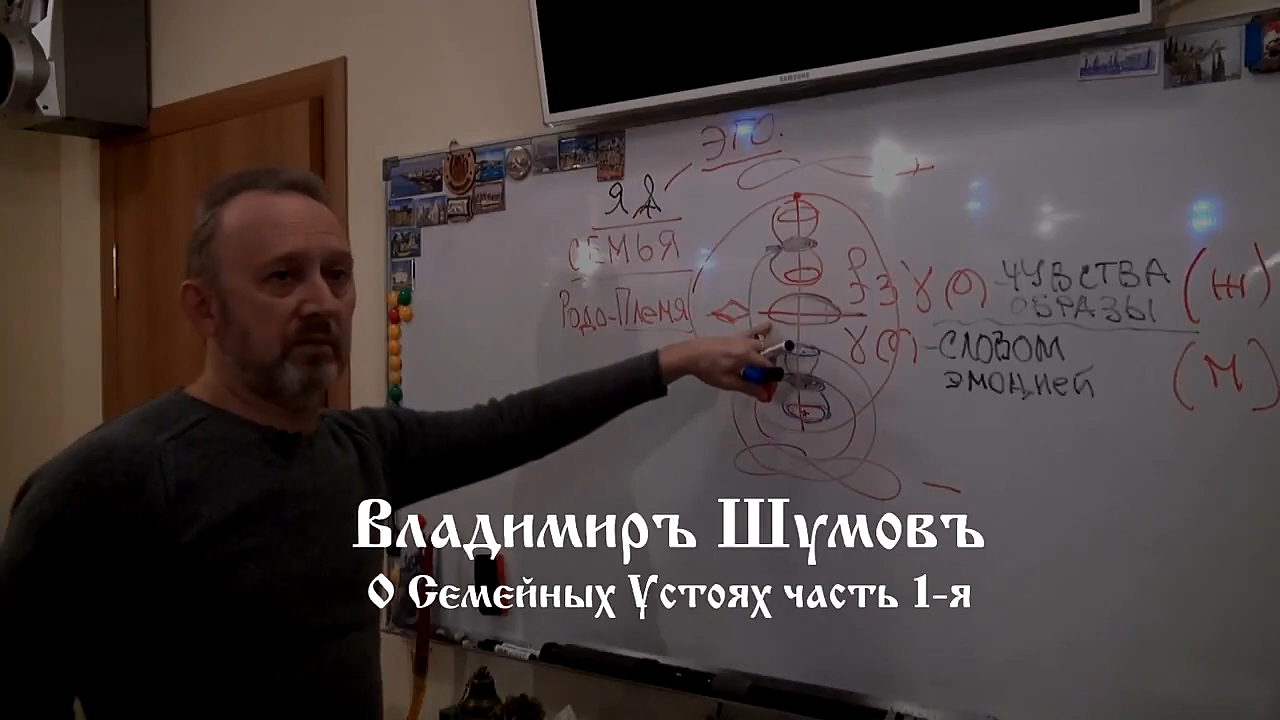 SAMSUNG
ЭГО.
Я
СЕМЬЯ
Родо-Племя
ЧУВСТВА (Ж)
ОБРАЗЫ
СЛОВОМ (М)
ЭМОЦИЕЙ
Владимиръ Шумовъ
О Семейных Устоях часть 1-я